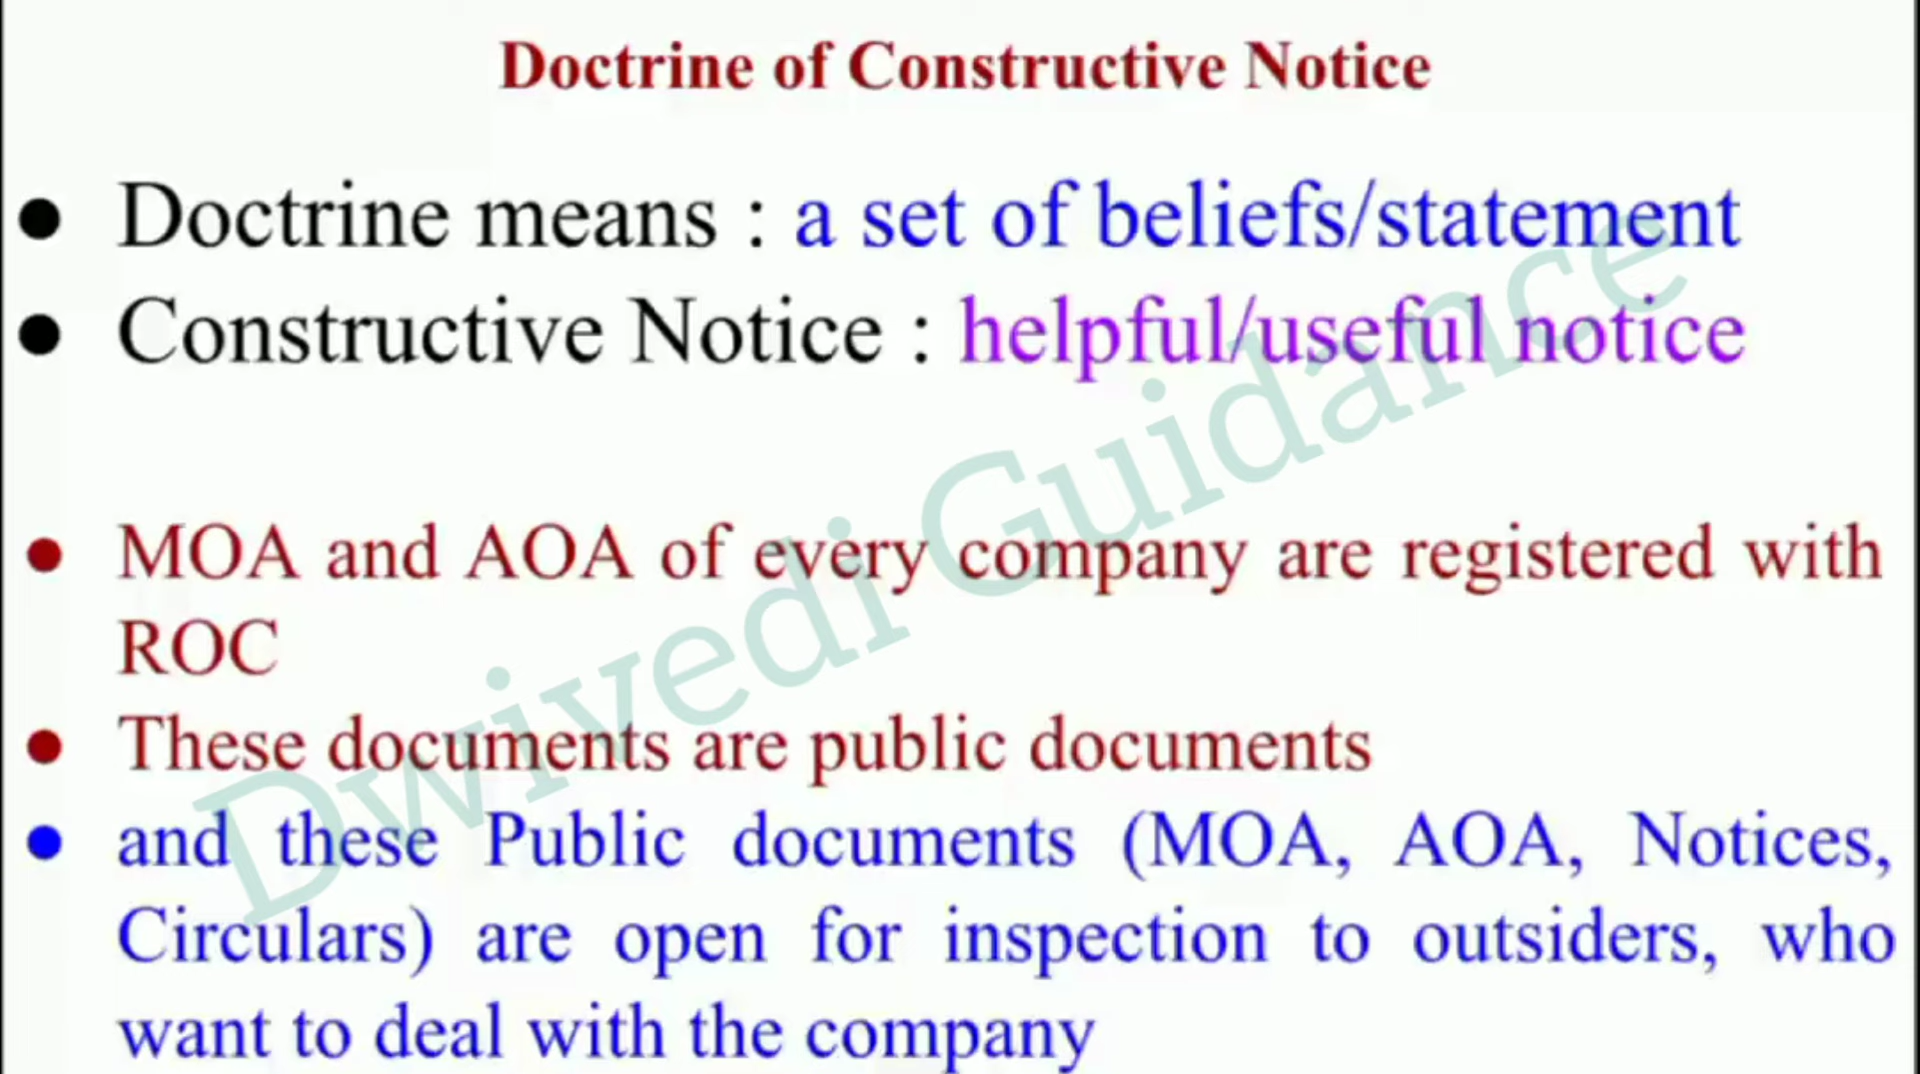 Doctrine of Constructive Notice
● Doctrine means : a set of beliefs/statement
● Constructive Notice : helpful/useful notice
● MOA and AOA of every company are registered with
ROC
● These documents are public documents
● and these Public documents (MOA, AOA, Notices,
Circulars) are open for inspection to outsiders, who
want to deal with the company
Dwivedi Guidance